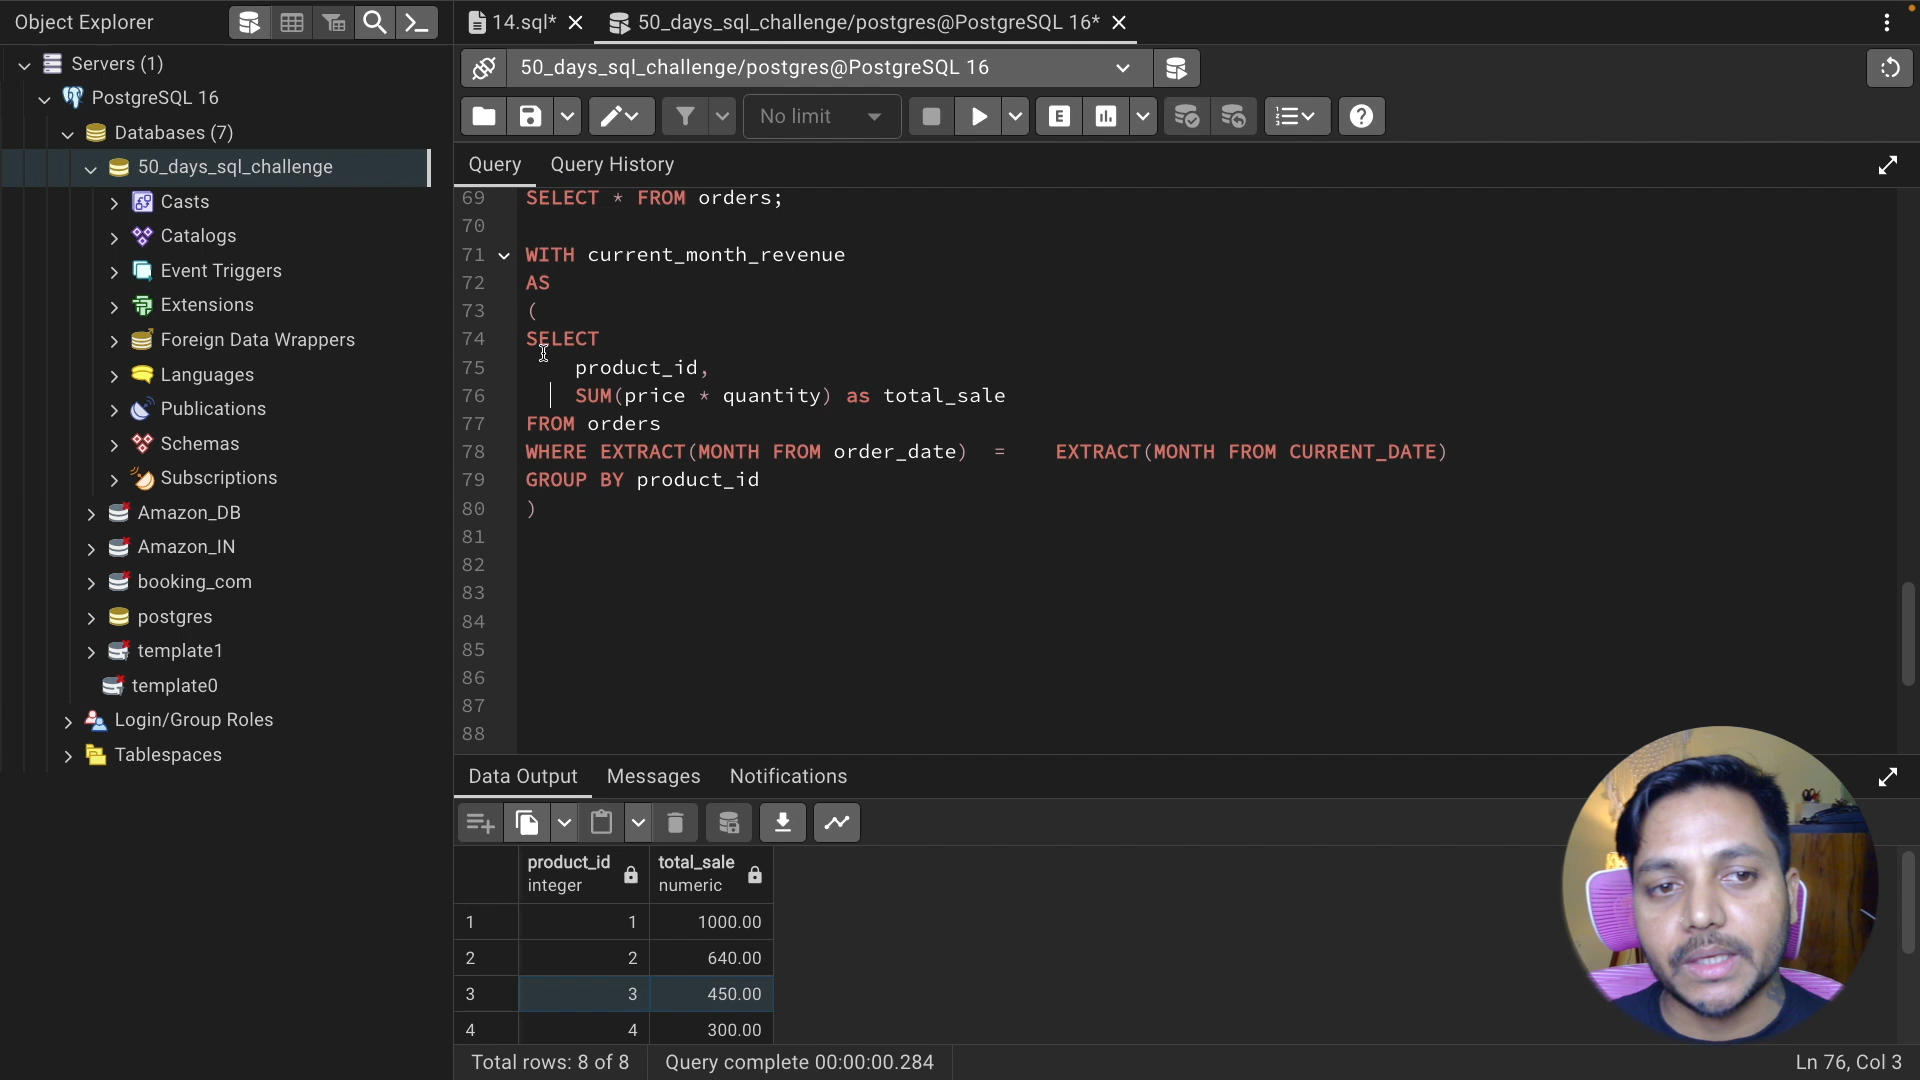 Object Explorer
14.sql*
50_days_sql_challenge/postgres@PostgreSQL 16*
Servers (1)
PostgreSQL 16
Databases (7)
50_days_sql_challenge
Casts
Catalogs
Event Triggers
Extensions
Foreign Data Wrappers
Languages
Publications
Schemas
Subscriptions
Amazon_DB
Amazon_IN
booking_com
postgres
template1
template0
Login/Group Roles
Tablespaces
50_days_sql_challenge/postgres@PostgreSQL 16
No limit
E
Query Query History
69 SELECT * FROM orders;
70
71 WITH current_month_revenue
72 AS
73 (
74 SELECT
75 product_id,
76 SUM(price * quantity) as total_sale
77 FROM orders
78 WHERE EXTRACT(MONTH FROM order_date) = EXTRACT(MONTH FROM CURRENT_DATE)
79 GROUP BY product_id
80 )
81
82
83
84
85
86
87
88
Data Output Messages Notifications
product_id total_sale
integer numeric
1 1 1000.00
2 2 640.00
3 3 450.00
4 4 300.00
Total rows: 8 of 8 Query complete 00:00:00.284 Ln 76, Col 3